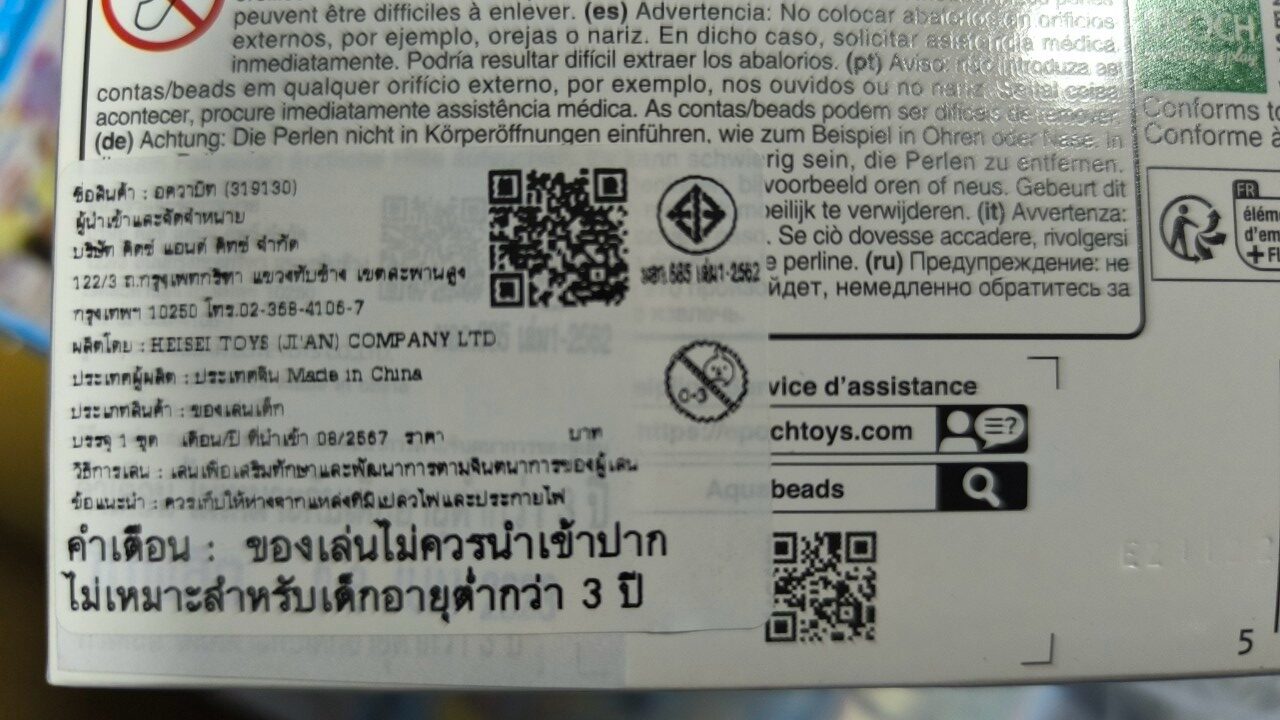 peuvent être difficiles à enlever. (es) Advertencia: No colocar abalorios en orificios
externos, por ejemplo, orejas o nariz. En dicho caso, solicitar asistencia médica
inmediatamente. Podría resultar difícil extraer los abalorios. (pt) Aviso: não introduza as
contas/beads em qualquer orifício externo, por exemplo, nos ouvidos ou no nariz. Se tal coisa
acontecer, procure imediatamente assistência médica. As contas/beads podem ser difíceis de remover.
(de) Achtung: Die Perlen nicht in Körperöffnungen einführen, wie zum Beispiel in Ohren oder Nase. In
rig sein, die Perlen zu entfernen.
voorbeeld oren of neus. Gebeurt dit
eilijk te verwijderen. (it) Avvertenza:
. Se ciò dovesse accadere, rivolgersi
e perline. (ru) Предупреждение: не
йдет, немедленно обратитесь за
OCH
Conforms to
Conforme à
FR
élém
d'em
+ FL
ชื่อสินค้า : อควาบิต (319130)
ผู้นำเข้าและจัดจำหน่าย
บริษัท คิดซ์ แอนด์ คิตซ์ จำกัด
122/3 ถ.กรุงเทพกรีฑา แขวงทับช้าง เขตสะพานสูง
กรุงเทพฯ 10250 โทร.02-368-4106-7
ผลิตโดย : HEISEI TOYS (JI'AN) COMPANY LTD
ประเทศผู้ผลิต : ประเทศจีน Made in China
ประเภทสินค้า : ของเล่นเด็ก
บรรจุ 1 ชุด เดือน/ปี ที่นำเข้า 08/2567 ราคา บาท
วิธีการเล่น : เล่นเพื่อเสริมทักษะและพัฒนาการตามจินตนาการของผู้เล่น
ข้อแนะนำ : ควรเก็บให้ห่างจากแหล่งที่มีเปลวไฟและประกายไฟ
คำเตือน : ของเล่นไม่ควรนำเข้าปาก
ไม่เหมาะสำหรับเด็กอายุต่ำกว่า 3 ปี
มอก.685 เล่ม1-2562
0-3
vice d'assistance
chtoys.com
beads
5